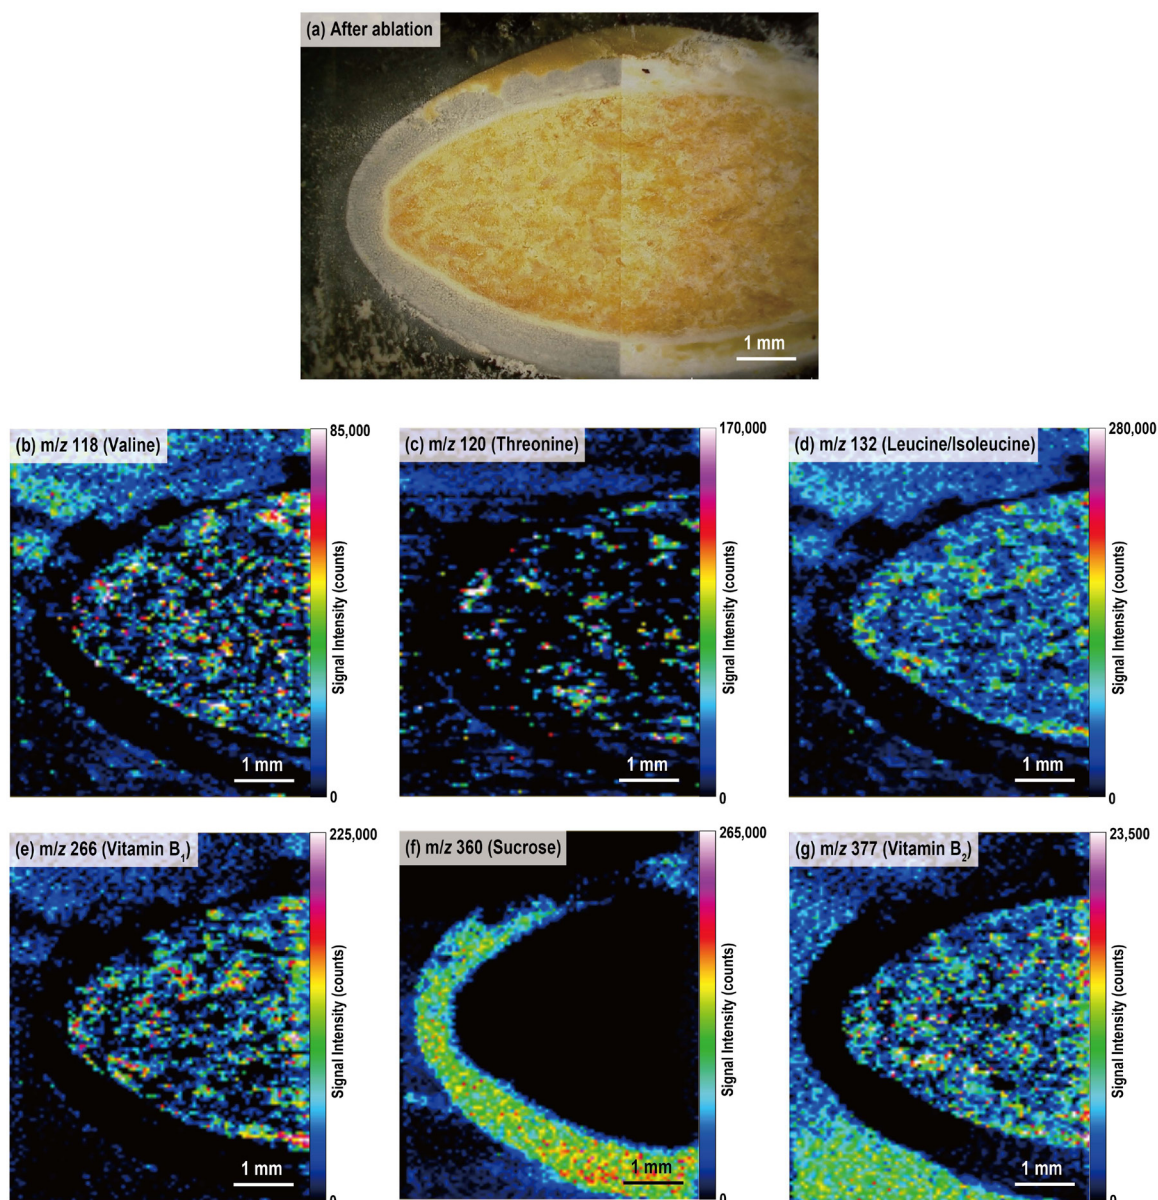 (a) After ablation
1 mm
(b) m/z 118 (Valine)
85,000
Signal Intensity (counts)
1 mm
0
(c) m/z 120 (Threonine)
170,000
Signal Intensity (counts)
1 mm
0
(d) m/z 132 (Leucine/Isoleucine)
280,000
Signal Intensity (counts)
1 mm
0
(e) m/z 266 (Vitamin B₁)
225,000
Signal Intensity (counts)
1 mm
0
(f) m/z 360 (Sucrose)
265,000
Signal Intensity (counts)
1 mm
0
(g) m/z 377 (Vitamin B₂)
23,500
Signal Intensity (counts)
1 mm
0